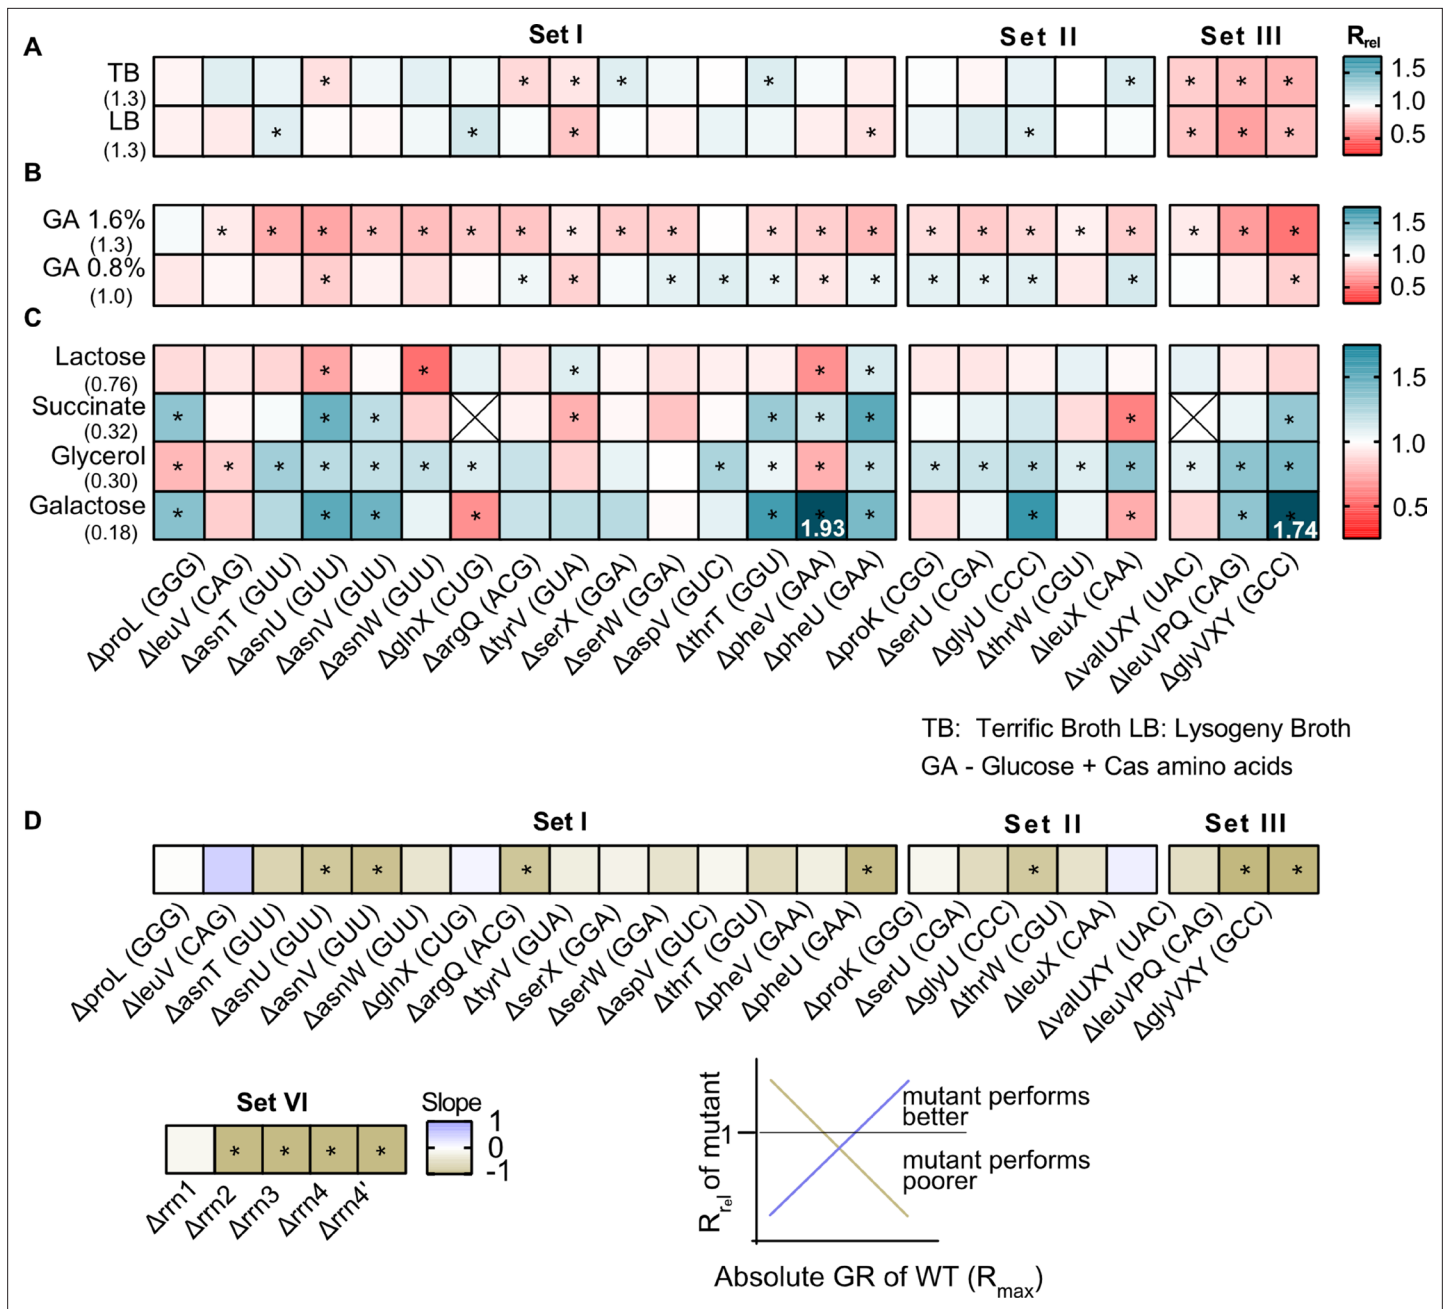 A
Set I
Set II
Set III
R_rel
TB
(1.3)
* * * * * * * * *
LB
(1.3)
* * * * * * * *
1.5
1.0
0.5
B
GA 1.6%
(1.3)
* * * * * * * * * * * * * * * * * * * * *
GA 0.8%
(1.0)
* * * * * * * * * * * * * *
1.5
1.0
0.5
C
Lactose
(0.76)
* * * * *
Succinate
(0.32)
* * * * * * * * *
Glycerol
(0.30)
* * * * * * * * * * * * * * * * * * * *
Galactose
(0.18)
* * * * * * * * * * *
1.93
1.74
1.5
1.0
0.5
ΔproL (GGG)
ΔleuV (CAG)
ΔasnT (GUU)
ΔasnU (GUU)
ΔasnV (GUU)
ΔasnW (GUU)
ΔglnX (CUG)
ΔargQ (ACG)
ΔtyrV (GUA)
ΔserX (GGA)
ΔserW (GGA)
ΔaspV (GUC)
ΔthrT (GGU)
ΔpheV (GAA)
ΔpheU (GAA)
ΔproK (CGG)
ΔserU (CGA)
ΔglyU (CCC)
ΔthrW (CGU)
ΔleuX (CAA)
ΔvalUXY (UAC)
ΔleuVPQ (CAG)
ΔglyVXY (GCC)
TB: Terrific Broth LB: Lysogeny Broth
GA - Glucose + Cas amino acids
D
Set I
Set II
Set III
* * * * * * *
ΔproL (GGG)
ΔleuV (CAG)
ΔasnT (GUU)
ΔasnU (GUU)
ΔasnV (GUU)
ΔasnW (GUU)
ΔglnX (CUG)
ΔargQ (ACG)
ΔtyrV (GUA)
ΔserX (GGA)
ΔserW (GGA)
ΔaspV (GUC)
ΔthrT (GGU)
ΔpheV (GAA)
ΔpheU (GAA)
ΔproK (GGG)
ΔserU (CGA)
ΔglyU (CCC)
ΔthrW (CGU)
ΔleuX (CAA)
ΔvalUXY (UAC)
ΔleuVPQ (CAG)
ΔglyVXY (GCC)
Set VI
* * * *
Δrrn1
Δrrn2
Δrrn3
Δrrn4
Δrrn4'
Slope
1
0
-1
R_rel of mutant
1
mutant performs
better
mutant performs
poorer
Absolute GR of WT (R_max)